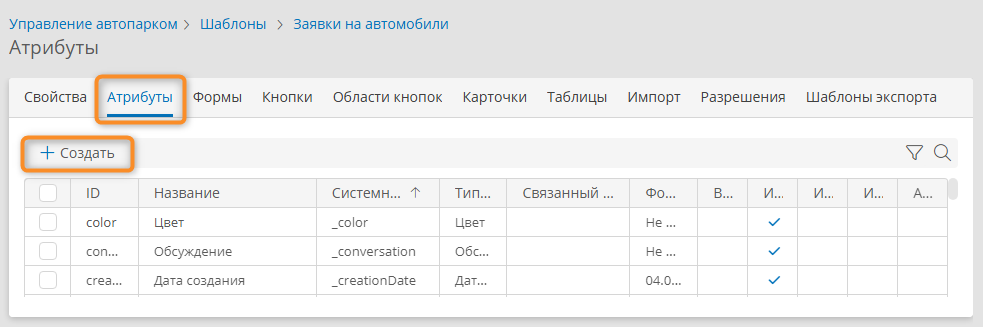 Управление автопарком > Шаблоны > Заявки на автомобили
Атрибуты
Свойства Атрибуты Формы Кнопки Области кнопок Карточки Таблицы Импорт Разрешения Шаблоны экспорта
+ Создать
ID Название Системн... ↑ Тип... Связанный ... Фо... В... И... И... И... А...
color Цвет _color Цвет Не ...
con... Обсуждение _conversation Обс... Не ...
crea... Дата создания _creationDate Дат... 04.0...